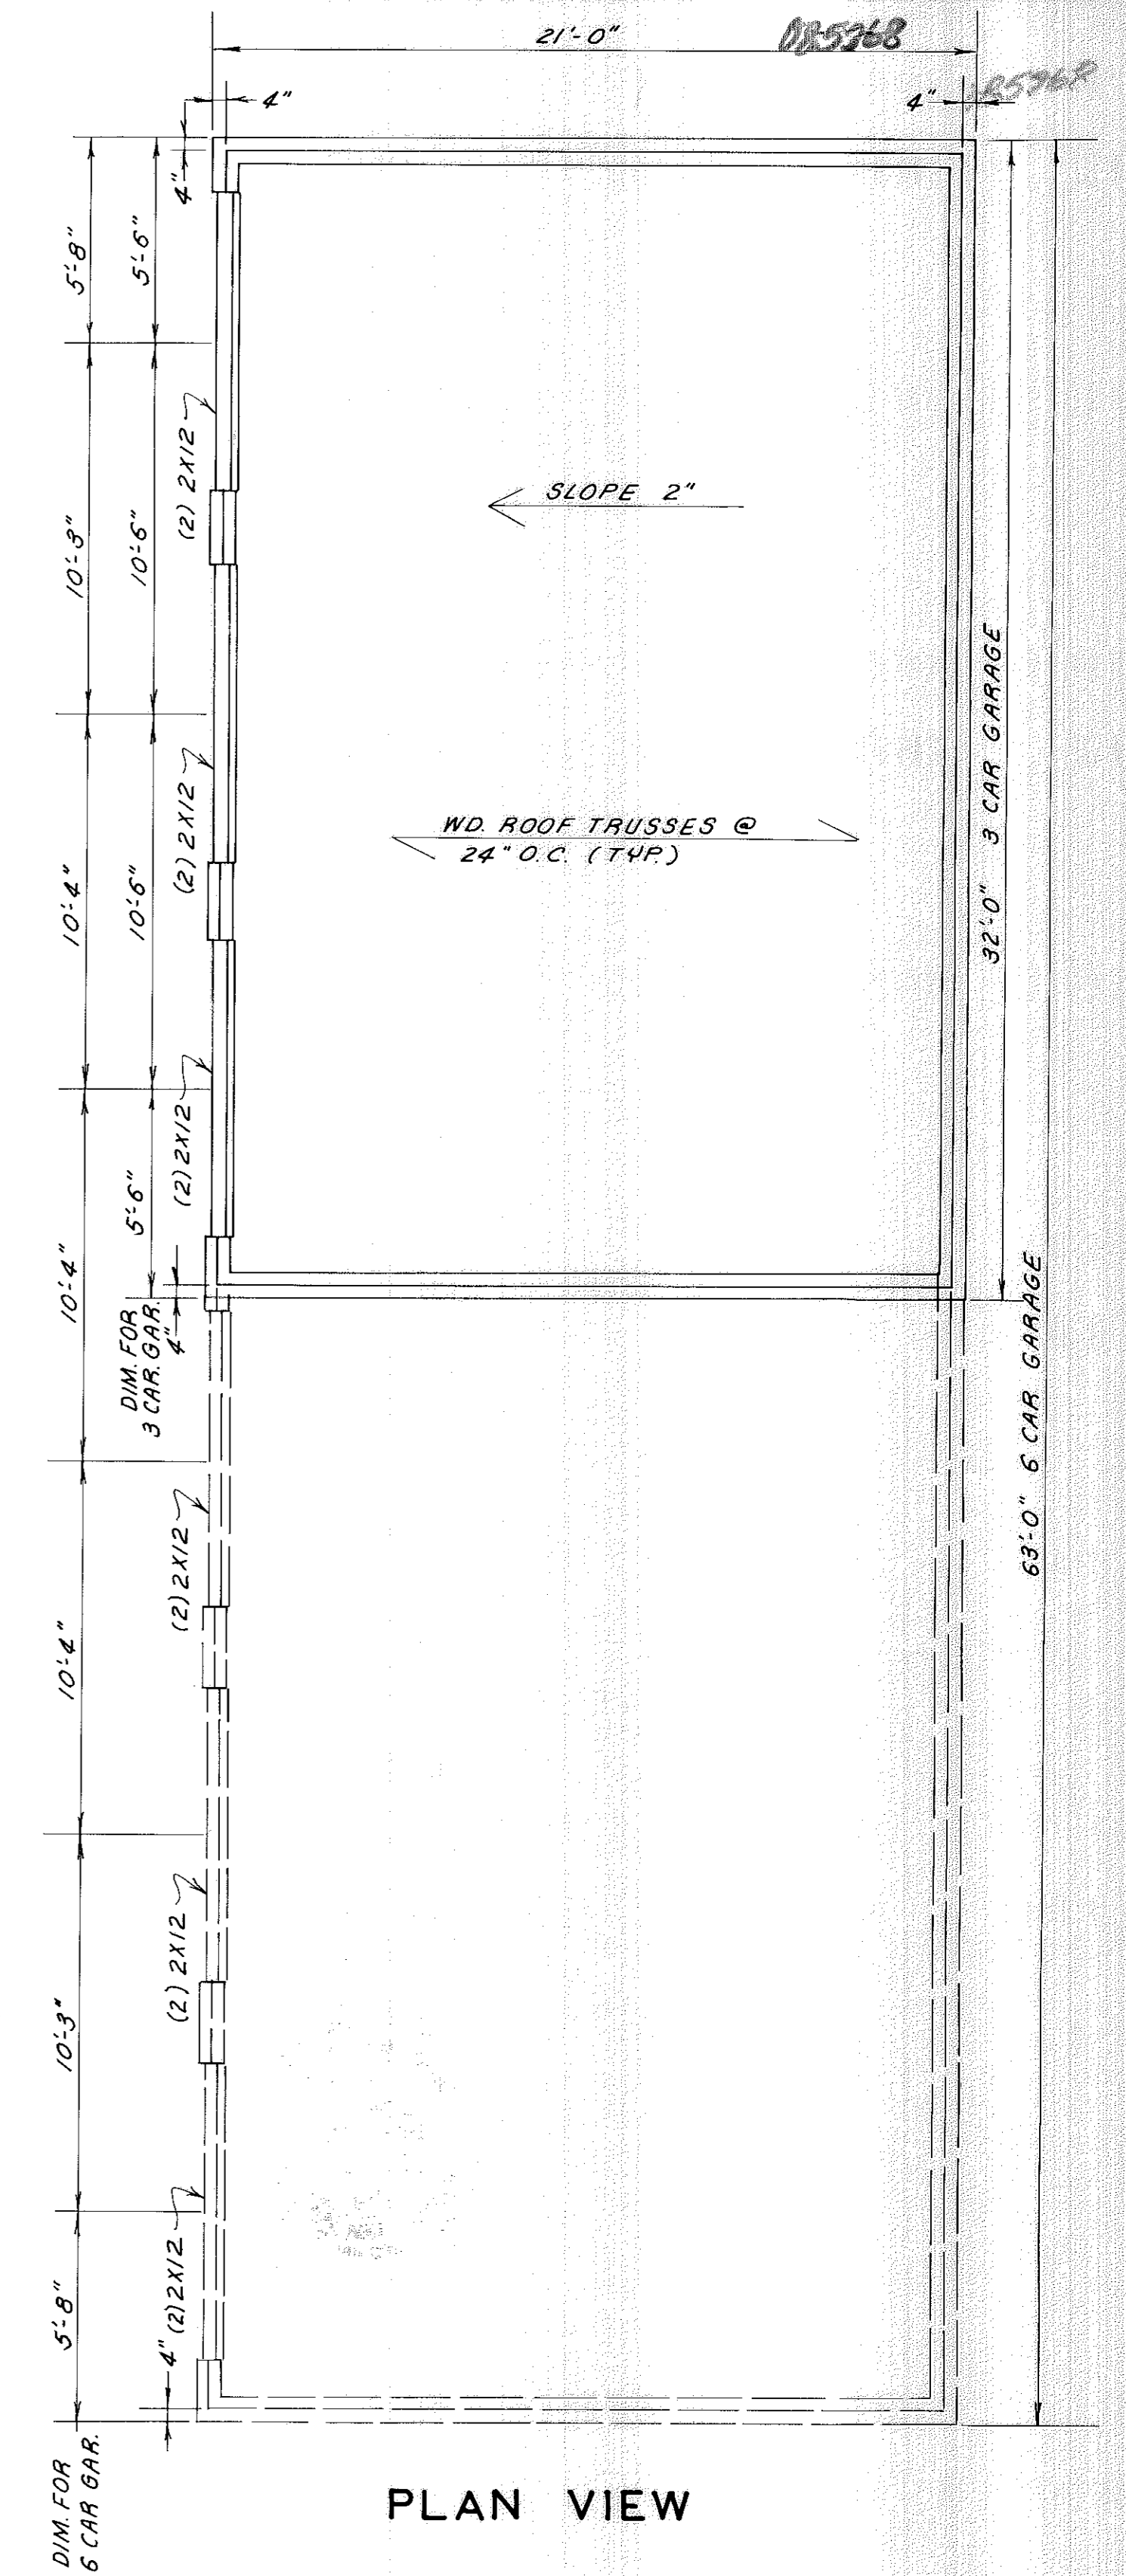 21'-0"
DR5368
4"
4"
4"
5'-8"
5'-6"
(2) 2X12
SLOPE 2"
10'-3"
10'-6"
32'-0" 3 CAR GARAGE
(2) 2X12
WD. ROOF TRUSSES @
24" O.C. (TYP.)
10'-4"
10'-6"
(2) 2X12
5'-6"
10'-4"
4"
DIM. FOR
3 CAR. GAR.
63'-0" 6 CAR GARAGE
(2) 2X12
10'-4"
(2) 2X12
10'-3"
(2) 2X12
5'-8"
4"
DIM. FOR
6 CAR GAR.
PLAN VIEW